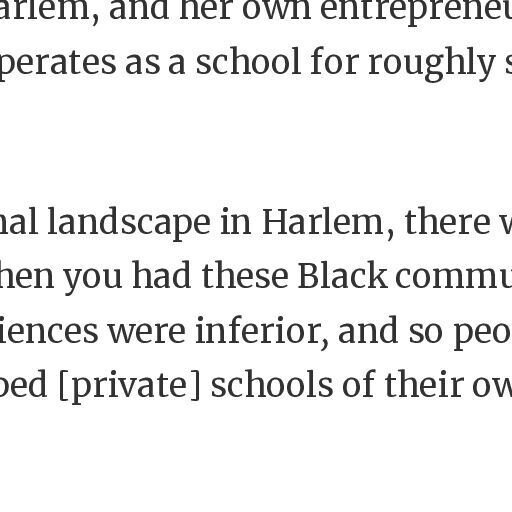 arlem, and her own entrepreneu
perates as a school for roughly s
nal landscape in Harlem, there w
hen you had these Black commu
iences were inferior, and so peo
ped [private] schools of their ow